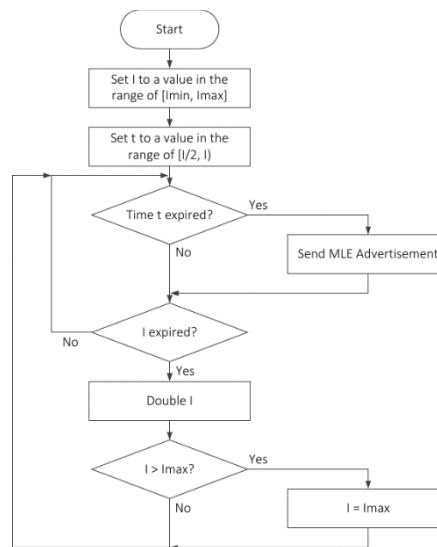 Start
Set I to a value in the
range of [Imin, Imax]
Set t to a value in the
range of [I/2, I)
Time t expired?
Yes
No
Send MLE Advertisement
I expired?
No
Yes
Double I
I > Imax?
Yes
No
I = Imax